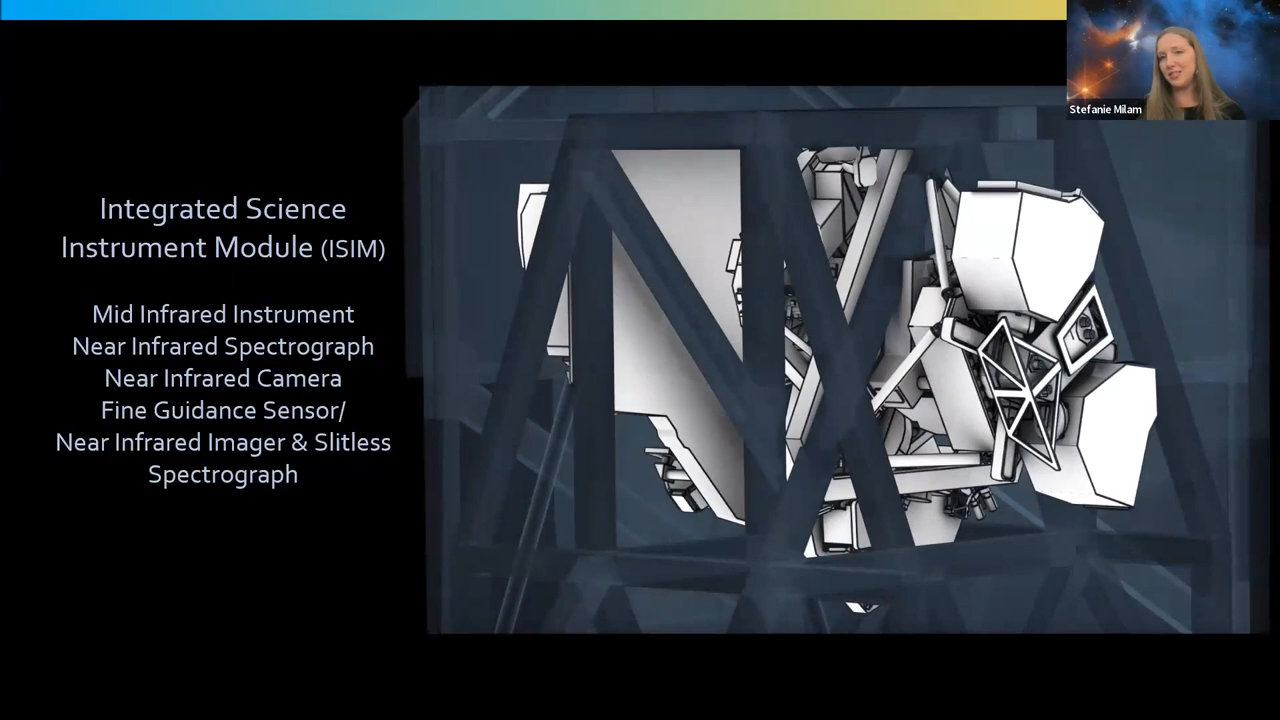 Stefanie Milam
Integrated Science
Instrument Module (ISIM)
Mid Infrared Instrument
Near Infrared Spectrograph
Near Infrared Camera
Fine Guidance Sensor/
Near Infrared Imager & Slitless
Spectrograph